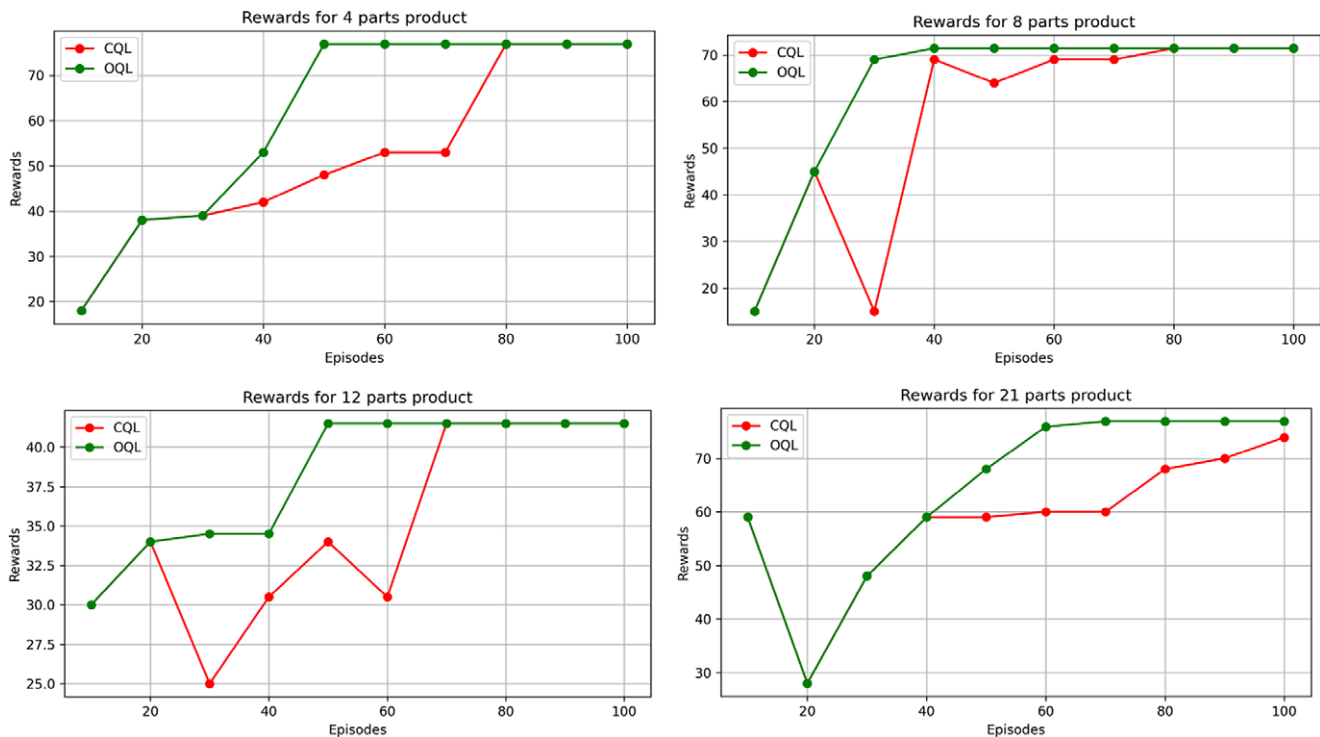 Rewards for 4 parts product
CQL
OQL
70
60
50
40
30
20
Rewards
20 40 60 80 100
Episodes
Rewards for 8 parts product
CQL
OQL
70
60
50
40
30
20
Rewards
20 40 60 80 100
Episodes
Rewards for 12 parts product
CQL
OQL
40.0
37.5
35.0
32.5
30.0
27.5
25.0
Rewards
20 40 60 80 100
Episodes
Rewards for 21 parts product
CQL
OQL
70
60
50
40
30
Rewards
20 40 60 80 100
Episodes